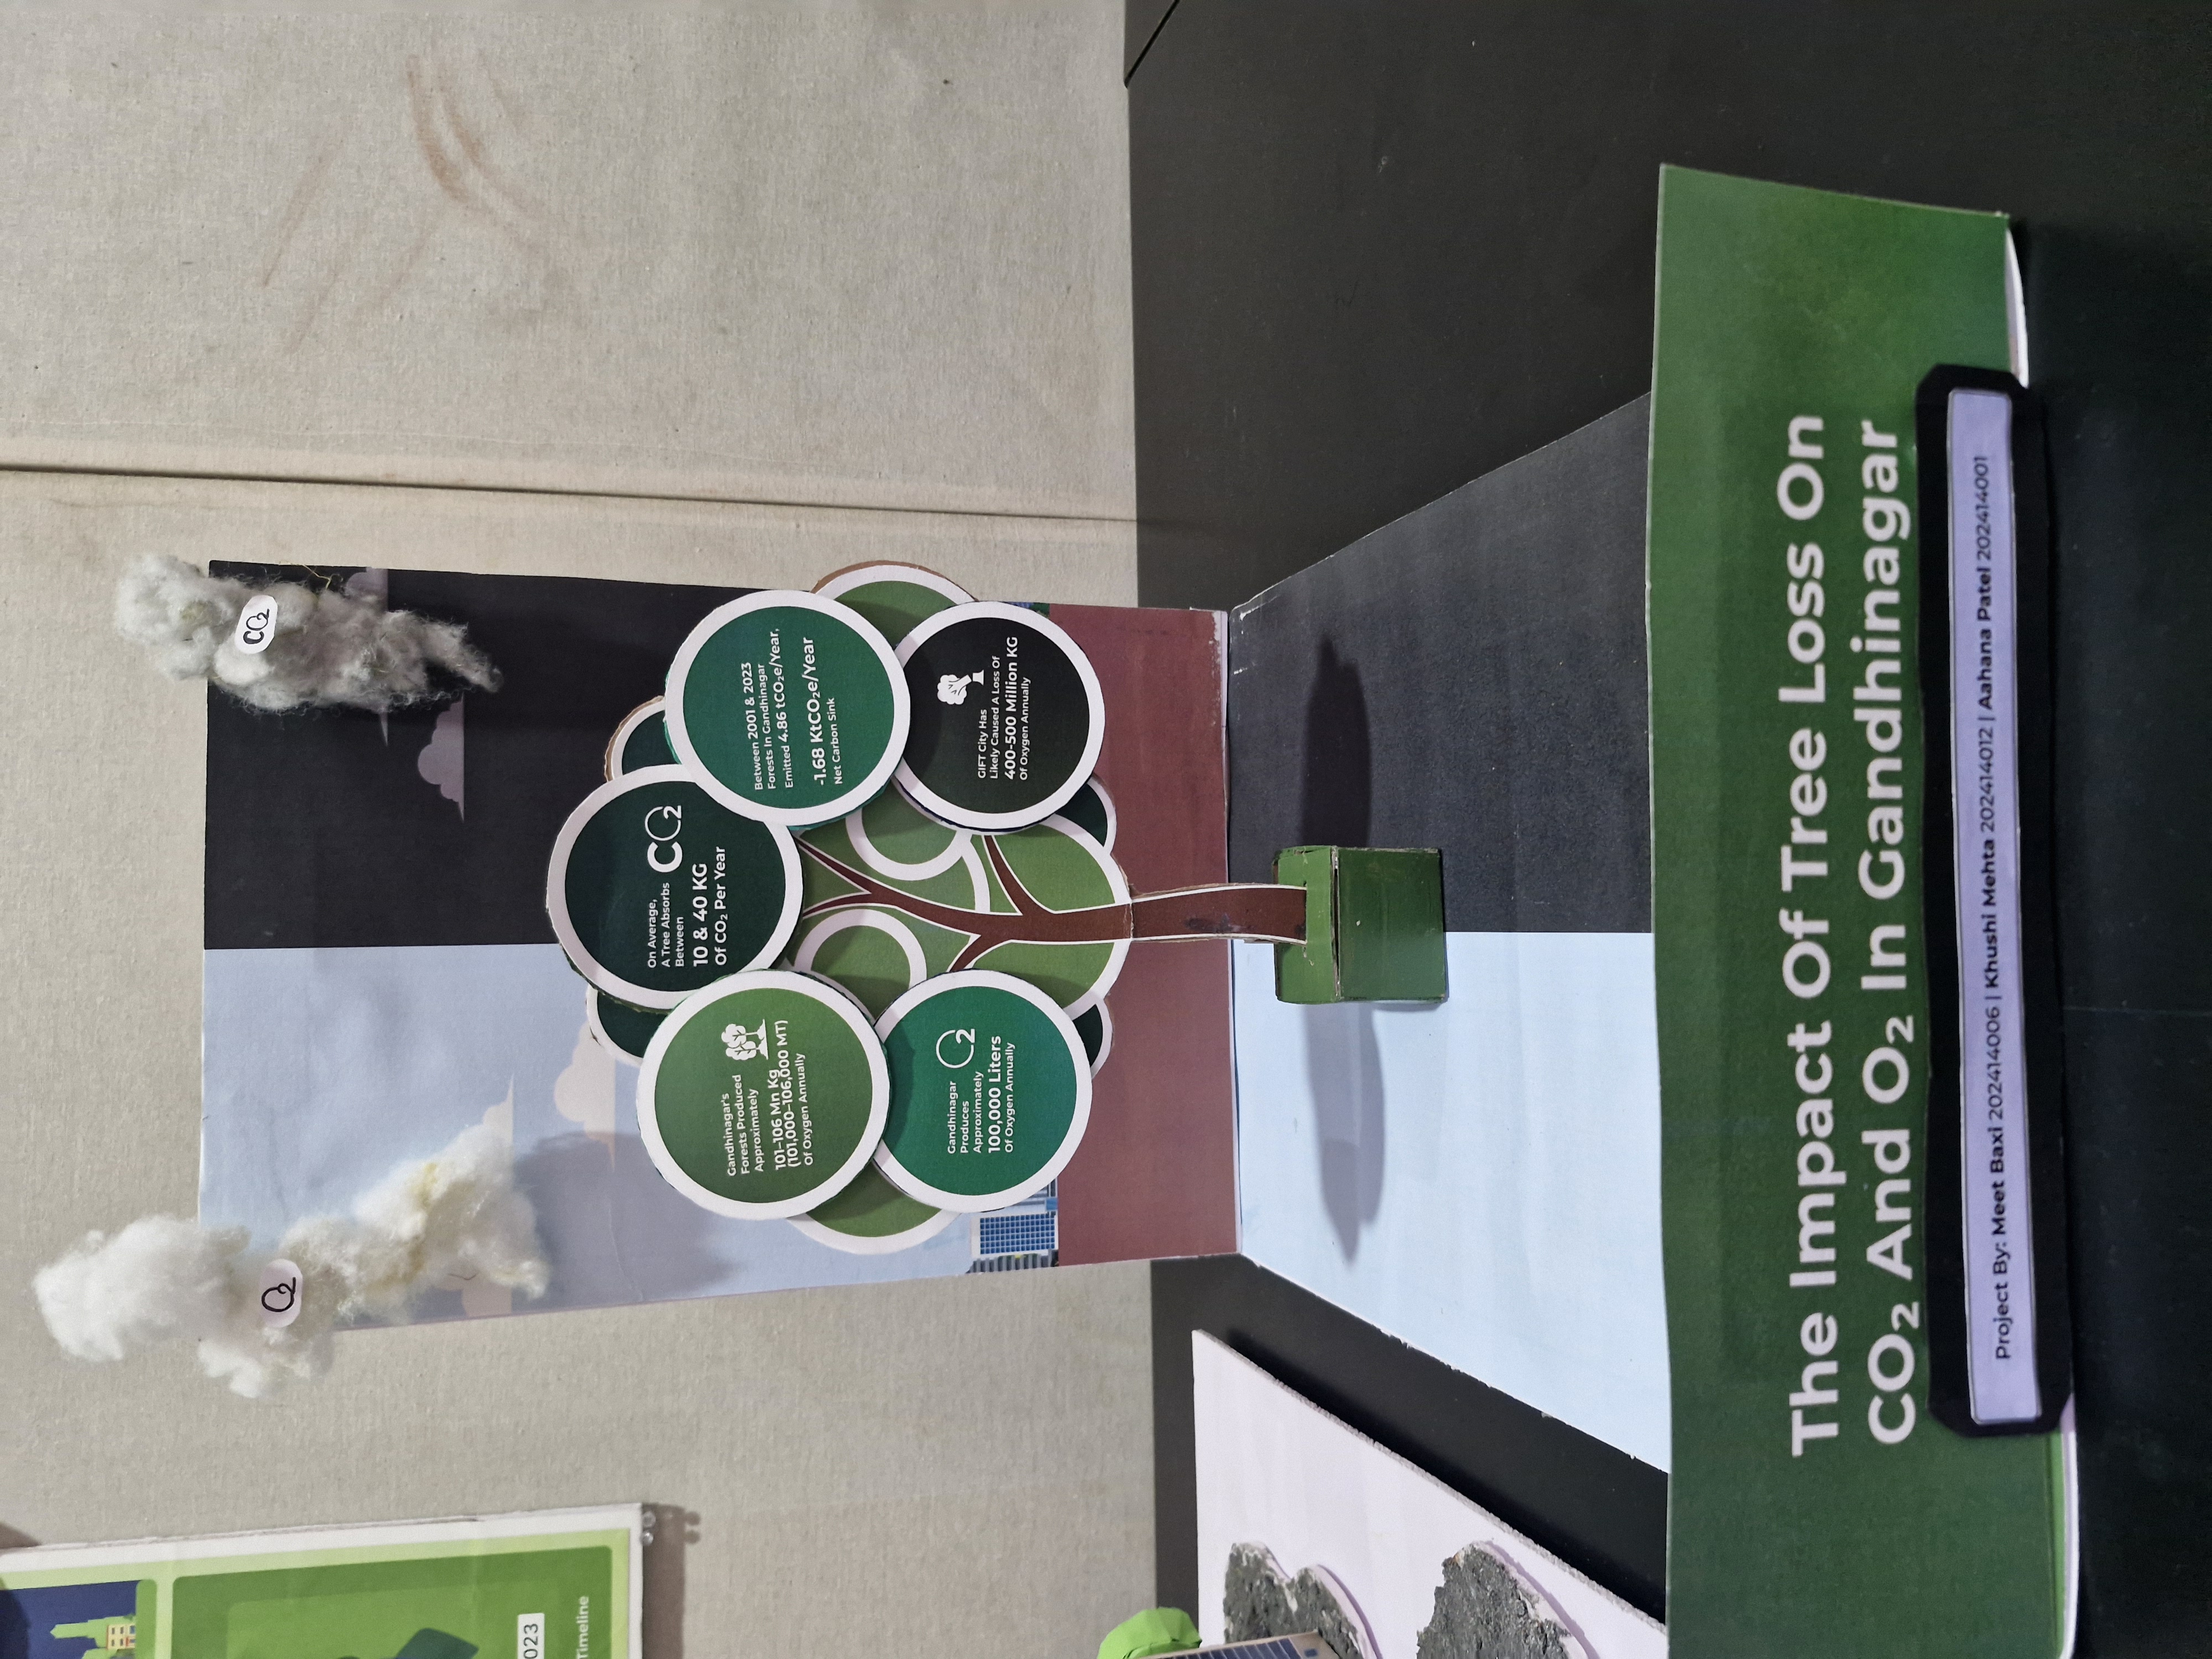 023
Timeline
O2
CO2
On Average,
A Tree Absorbs
Between
CO2
10 & 40 KG
Of CO₂ Per Year
Gandhinagar's
Forests Produced
Approximately
101–106 Mn Kg
(101,000–106,000 MT)
Of Oxygen Annually
Between 2001 & 2023
Forests In Gandhinagar
Emitted 4.86 tCO₂e/Year,
-1.68 KtCO₂e/Year
Net Carbon Sink
Gandhinagar
Produces
Approximately
O2
100,000 Liters
Of Oxygen Annually
GIFT City Has
Likely Caused A Loss Of
400-500 Million KG
Of Oxygen Annually
The Impact Of Tree Loss On
CO₂ And O₂ In Gandhinagar
Project By: Meet Baxi 202414006 | Khushi Mehta 202414012 | Aahana Patel 202414001